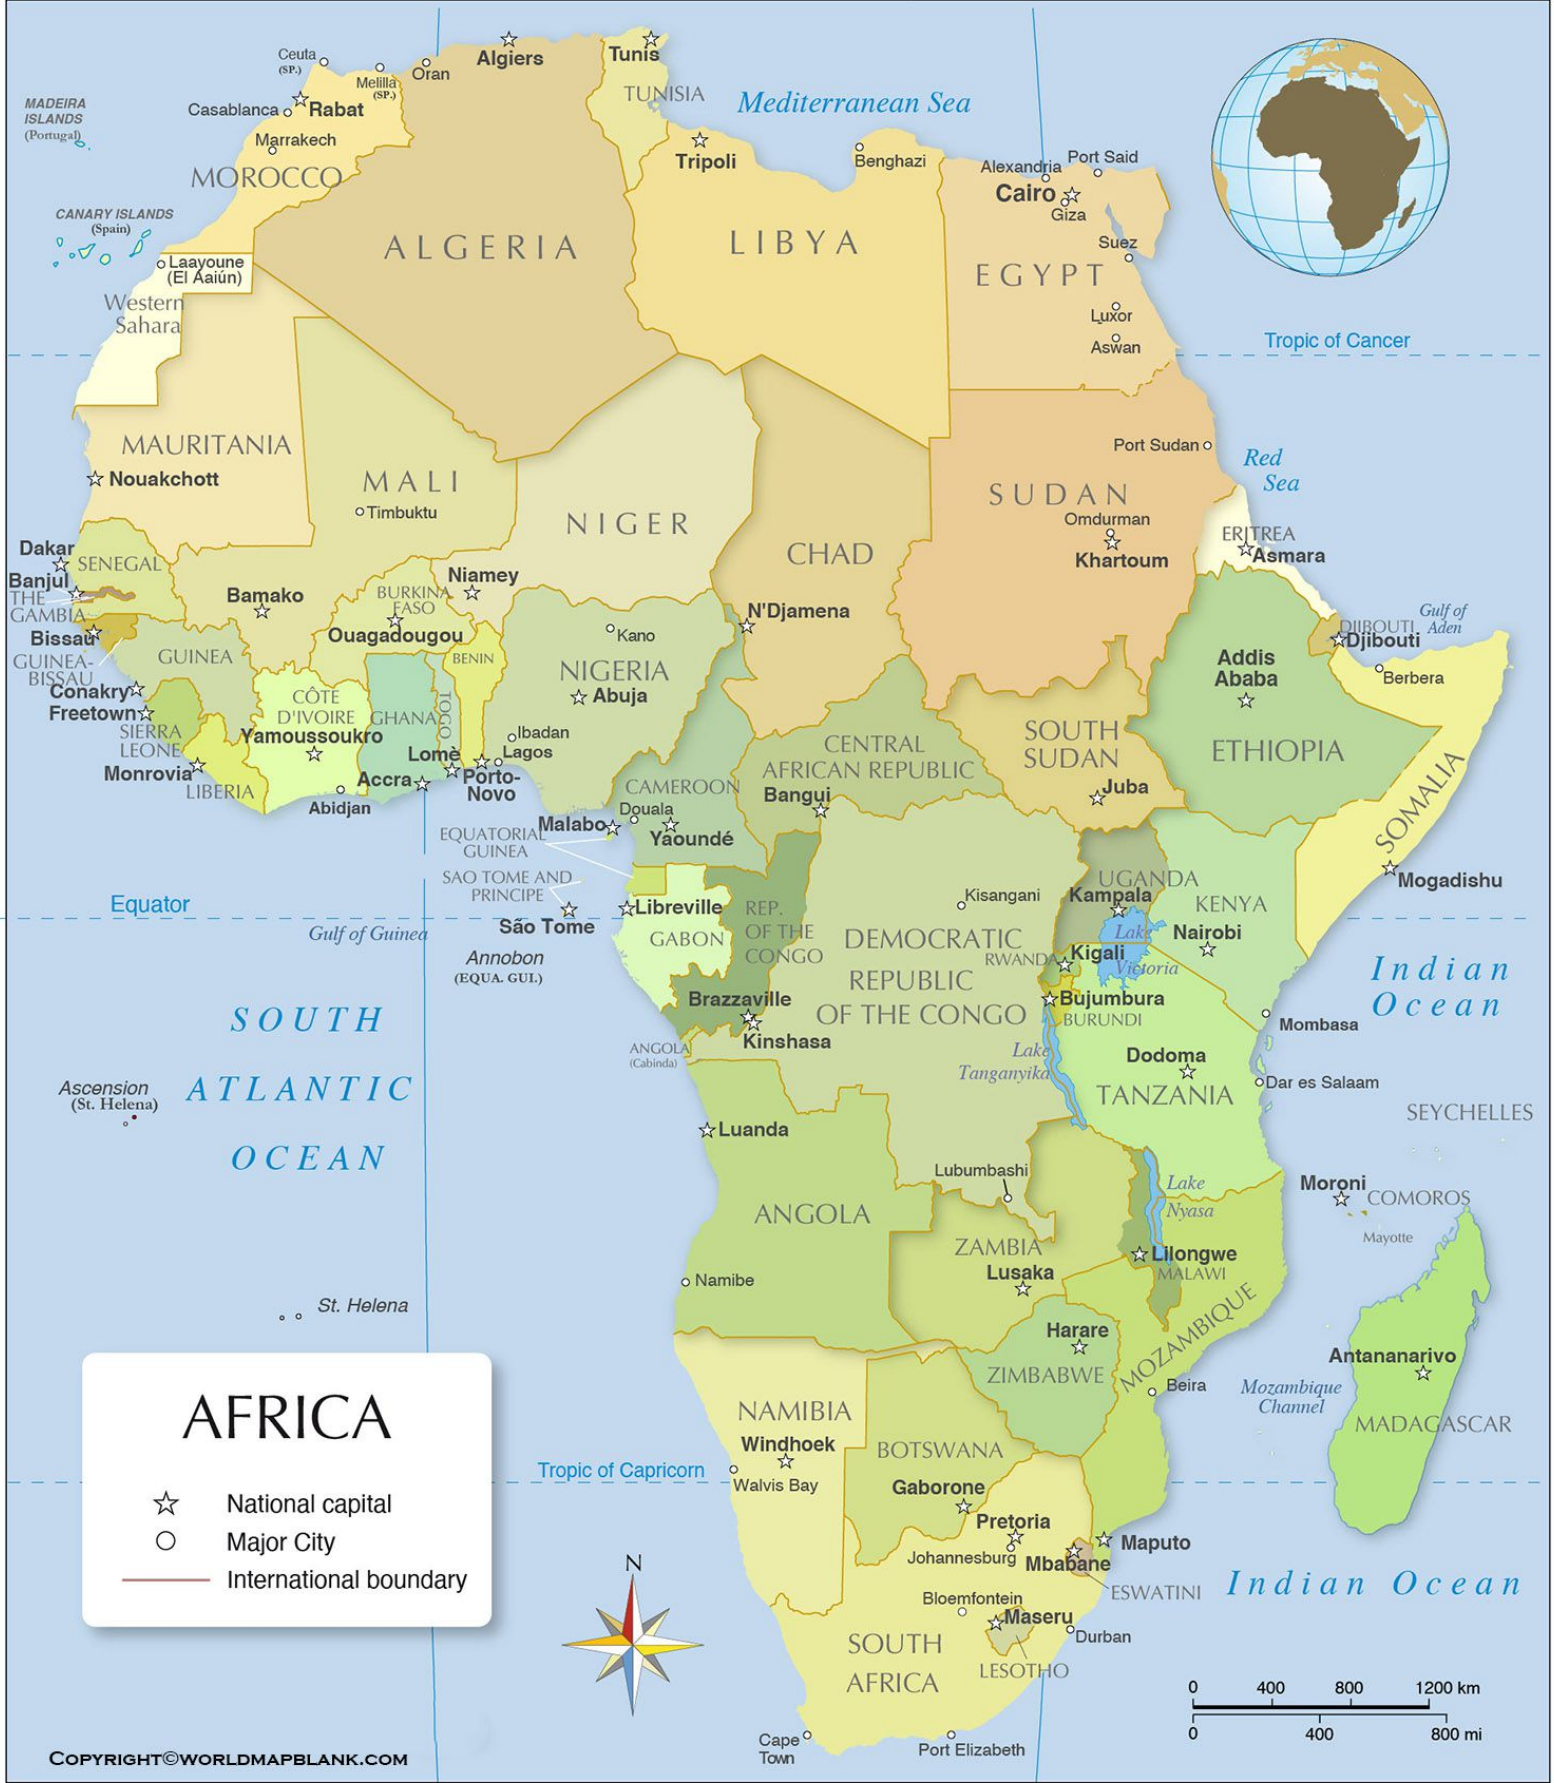 Ceuta
(SP.)
Melilla
(SP.)
Oran
Algiers
Tunis
TUNISIA
Mediterranean Sea
MADEIRA
ISLANDS
(Portugal)
Casablanca
Rabat
Marrakech
MOROCCO
Tripoli
Benghazi
Alexandria
Port Said
Cairo
Giza
Suez
CANARY ISLANDS
(Spain)
ALGERIA
LIBYA
EGYPT
Laayoune
(El Aaiún)
Western
Sahara
Luxor
Aswan
Tropic of Cancer
MAURITANIA
Nouakchott
MALI
Timbuktu
NIGER
CHAD
SUDAN
Port Sudan
Red
Sea
Omdurman
Khartoum
ERITREA
Asmara
Dakar
SENEGAL
Banjul
THE
GAMBIA
Bissau
GUINEA-
BISSAU
Bamako
BURKINA
FASO
Ouagadougou
Niamey
N'Djamena
Gulf of
Aden
DJIBOUTI
Djibouti
Berbera
Addis
Ababa
ETHIOPIA
SOMALIA
GUINEA
Conakry
Freetown
SIERRA
LEONE
Monrovia
LIBERIA
CÔTE
D'IVOIRE
Yamoussoukro
Abidjan
GHANA
Accra
TOGO
Lomè
BENIN
Porto-
Novo
Kano
NIGERIA
Abuja
Ibadan
Lagos
CENTRAL
AFRICAN REPUBLIC
Bangui
SOUTH
SUDAN
Juba
CAMEROON
Douala
Yaoundé
Malabo
EQUATORIAL
GUINEA
SAO TOME AND
PRINCIPE
São Tome
Equator
Gulf of Guinea
Annobon
(EQUA. GUI.)
Libreville
GABON
REP.
OF THE
CONGO
Brazzaville
Kinshasa
ANGOLA
(Cabinda)
Kisangani
DEMOCRATIC
REPUBLIC
OF THE CONGO
UGANDA
Kampala
KENYA
Nairobi
Mogadishu
Lake
Victoria
RWANDA
Kigali
Bujumbura
BURUNDI
Lake
Tanganyika
Mombasa
Dodoma
TANZANIA
Dar es Salaam
Indian
Ocean
SEYCHELLES
SOUTH
ATLANTIC
OCEAN
Ascension
(St. Helena)
St. Helena
Luanda
ANGOLA
Namibe
Lubumbashi
ZAMBIA
Lusaka
Lake
Nyasa
Lilongwe
MALAWI
Moroni
COMOROS
Mayotte
MOZAMBIQUE
Harare
ZIMBABWE
Beira
Mozambique
Channel
Antananarivo
MADAGASCAR
NAMIBIA
Windhoek
Walvis Bay
Tropic of Capricorn
BOTSWANA
Gaborone
Pretoria
Johannesburg
Mbabane
Maputo
ESWATINI
Indian Ocean
Bloemfontein
Maseru
LESOTHO
Durban
SOUTH
AFRICA
Cape
Town
Port Elizabeth
AFRICA
National capital
Major City
International boundary
N
0 400 800 1200 km
0 400 800 mi
COPYRIGHT©WORLDMAPBLANK.COM